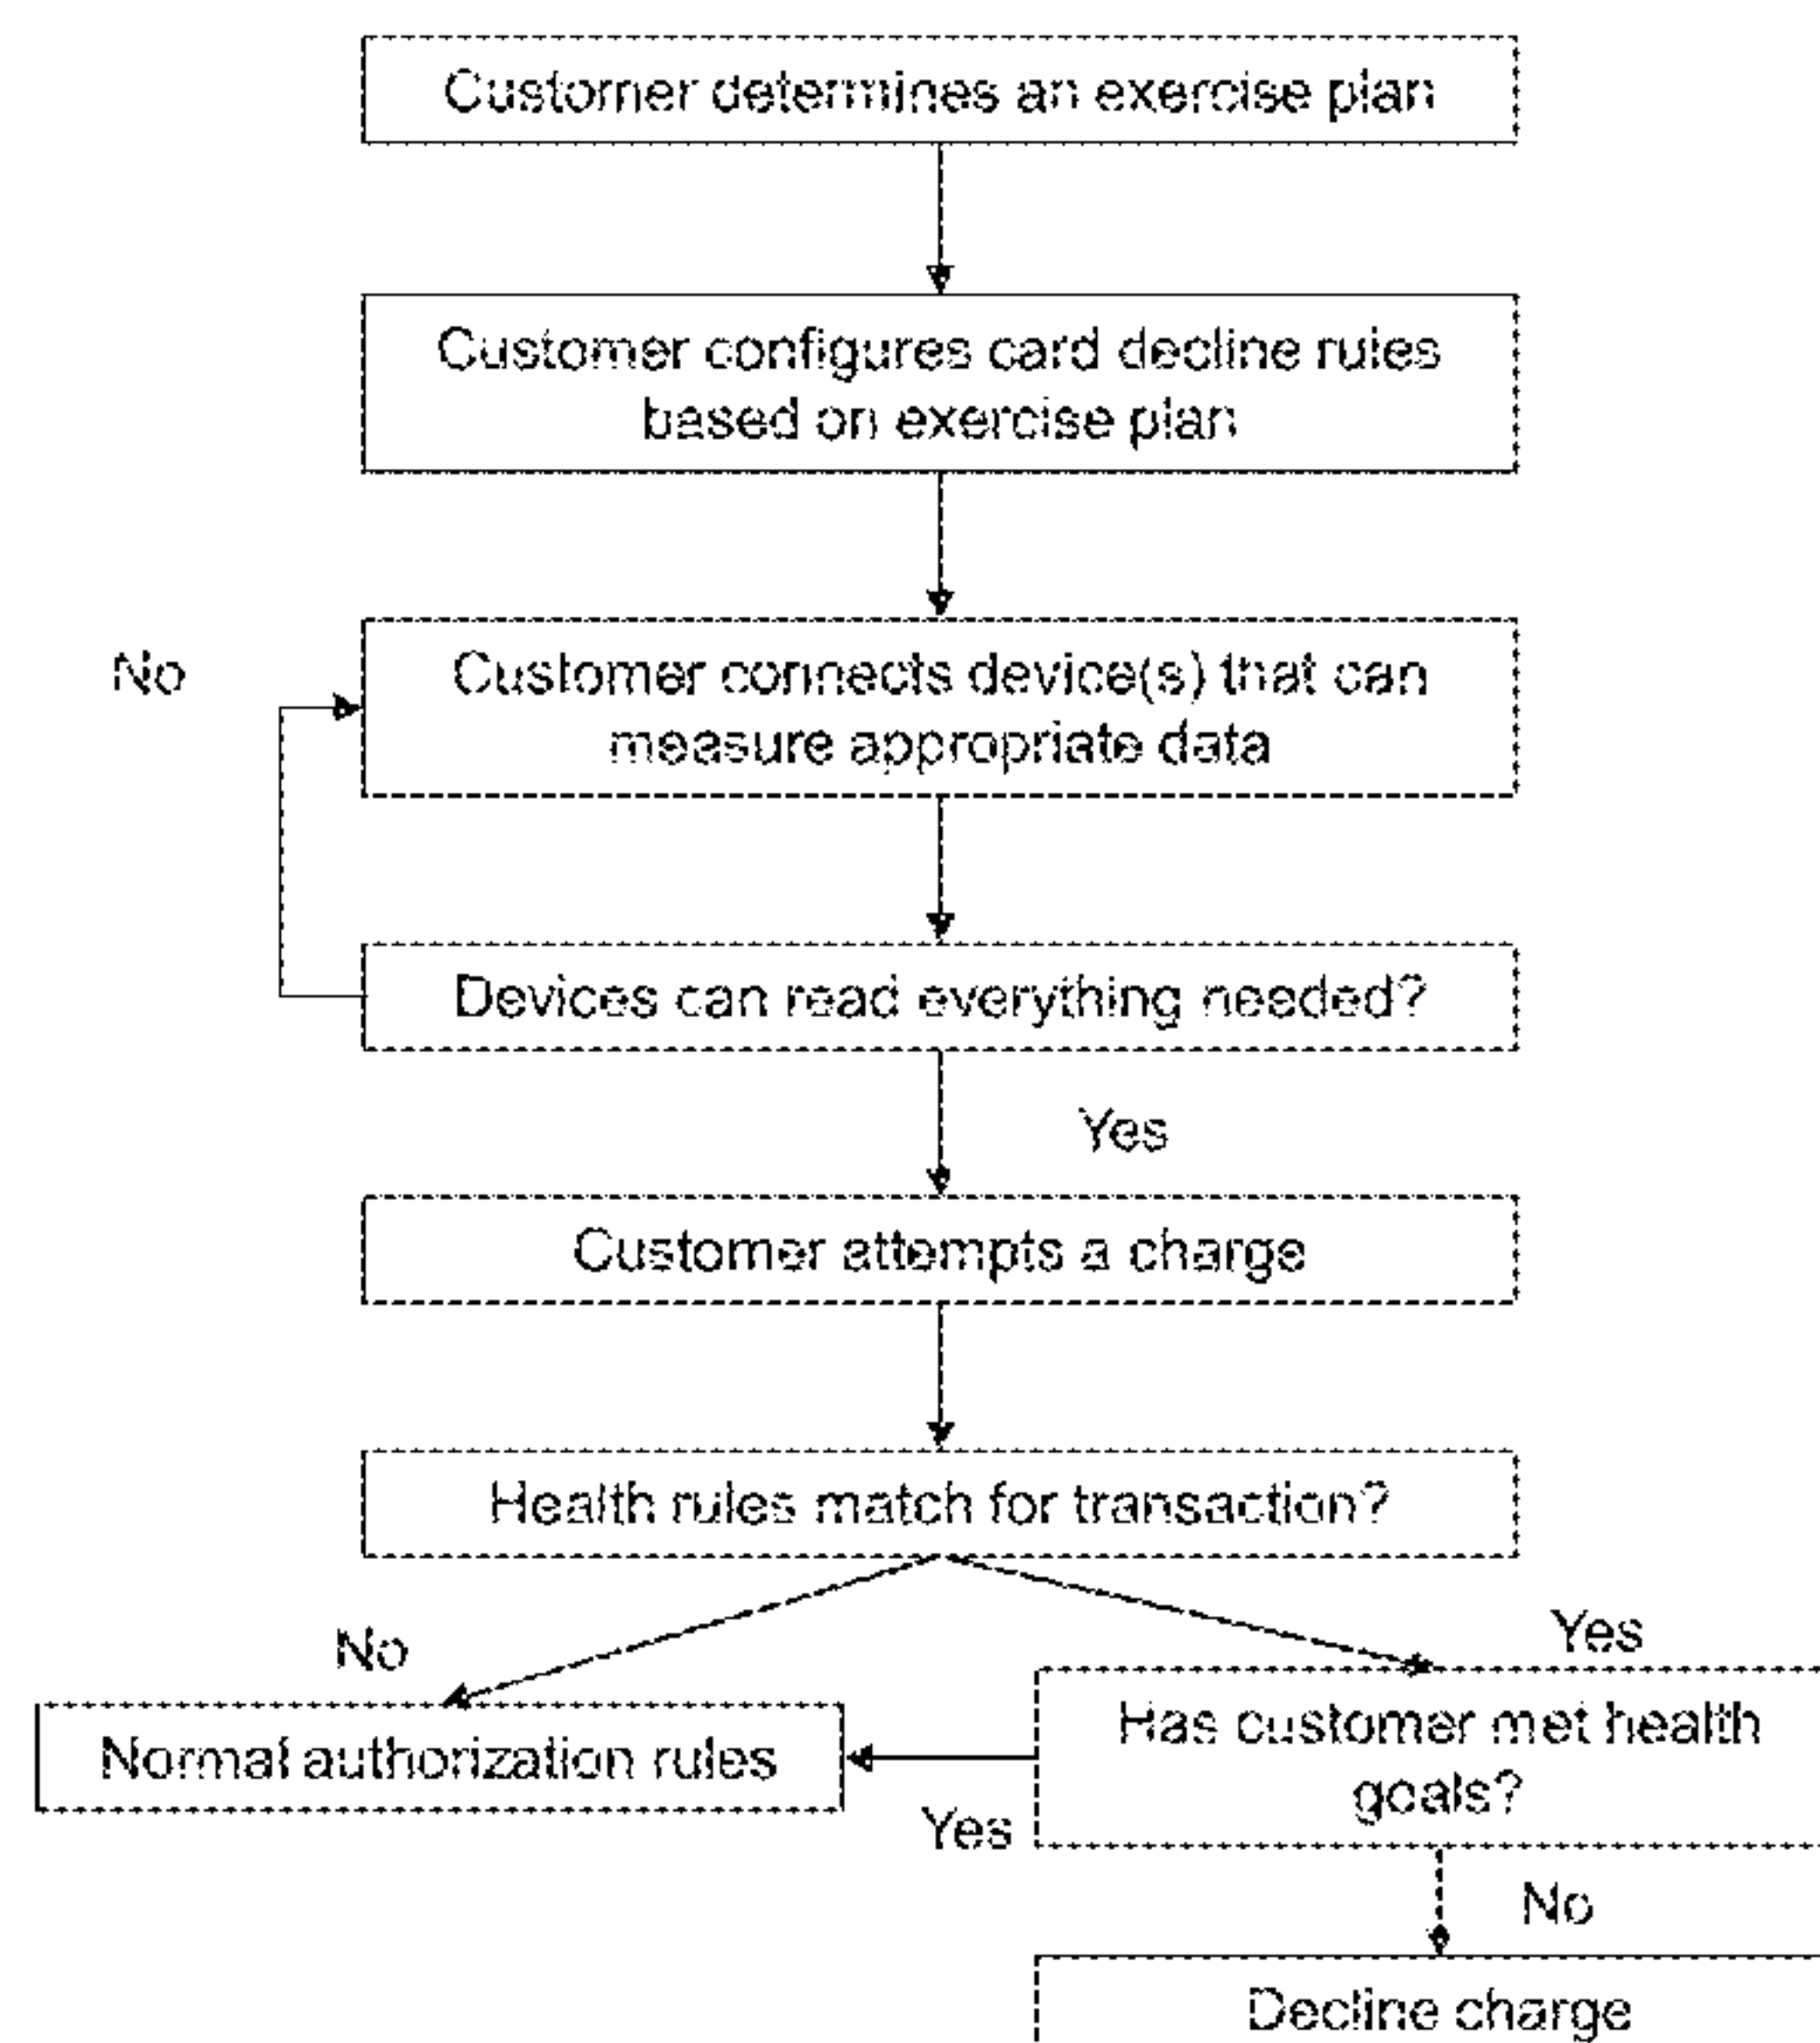 Customer determines an exercise plan
Customer configures card decline rules
based on exercise plan
No
Customer connects device(s) that can
measure appropriate data
Devices can read everything needed?
Yes
Customer attempts a charge
Health rules match for transaction?
No
Yes
Has customer met health
goals?
Normal authorization rules
Yes
No
Decline charge